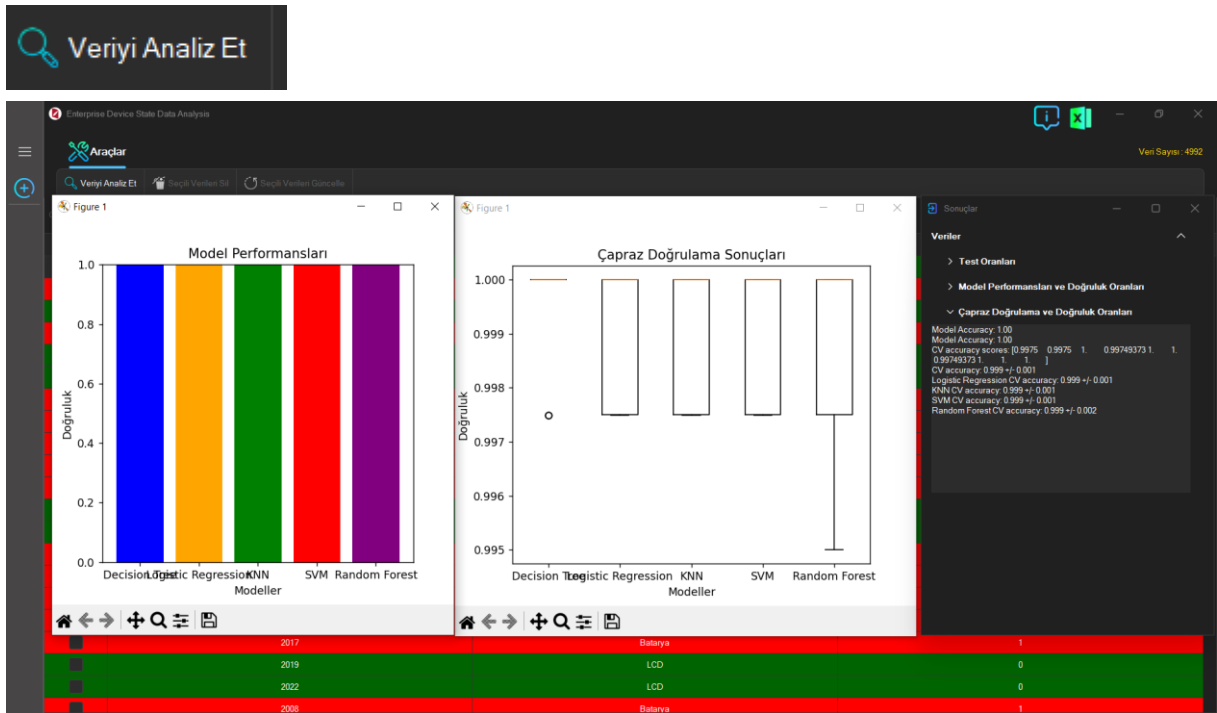 Veriyi Analiz Et
Enterprise Device State Data Analysis
Araçlar
Veri Sayısı: 4992
Veriyi Analiz Et
Seçili Verileri Sil
Seçili Verileri Güncelle
Figure 1
Model Performansları
1.0
0.8
0.6
0.4
0.2
0.0
Doğruluk
Decision Tree
Logistic Regression
KNN
SVM
Random Forest
Modeller
Figure 1
Çapraz Doğrulama Sonuçları
1.000
0.999
0.998
0.997
0.996
0.995
Doğruluk
Decision Tree
Logistic Regression
KNN
SVM
Random Forest
Modeller
Sonuçlar
Veriler
Test Oranları
Model Performansları ve Doğruluk Oranları
Çapraz Doğrulama ve Doğruluk Oranları
Model Accuracy: 1.00
Model Accuracy: 1.00
CV accuracy scores: [0.9975 0.9975 1. 0.99749373 1. 1.
0.99749373 1. 1. 1. ]
CV accuracy: 0.999 +/- 0.001
Logistic Regression CV accuracy: 0.999 +/- 0.001
KNN CV accuracy: 0.999 +/- 0.001
SVM CV accuracy: 0.999 +/- 0.001
Random Forest CV accuracy: 0.999 +/- 0.002
2017 Batarya 1
2019 LCD 0
2022 LCD 0
2008 Batarya 1